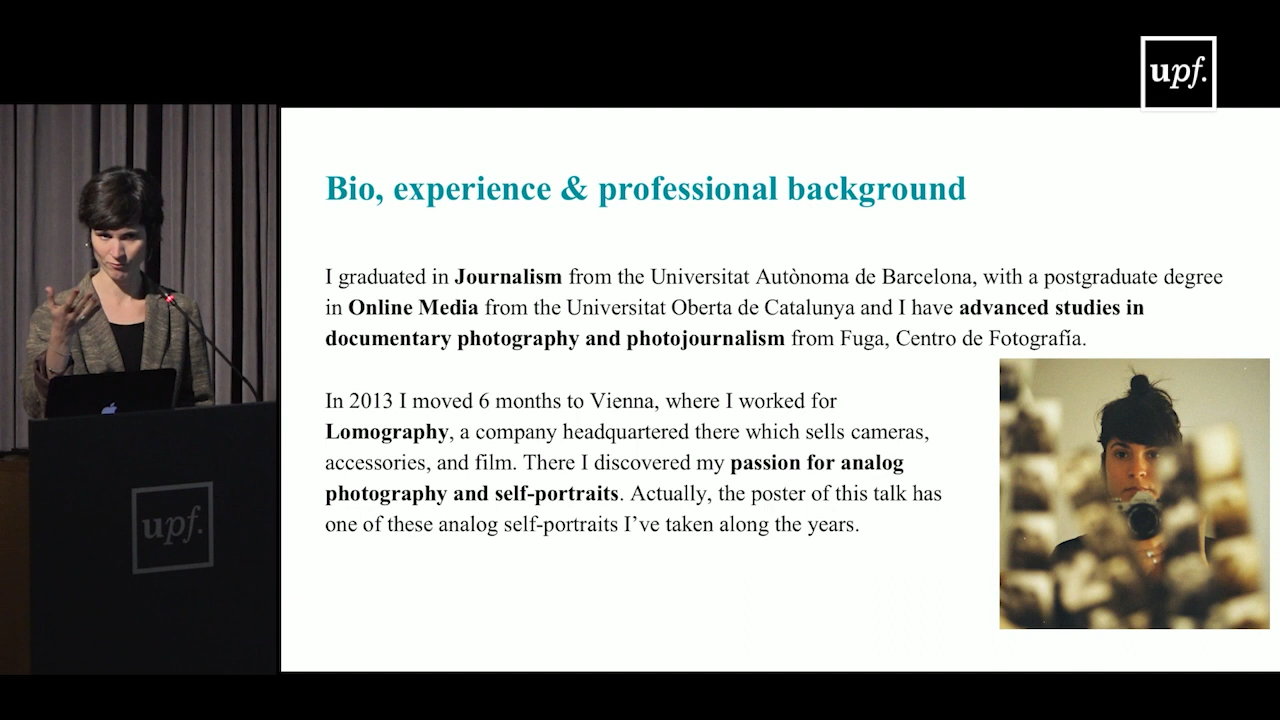 upf.
Bio, experience & professional background
I graduated in Journalism from the Universitat Autònoma de Barcelona, with a postgraduate degree
in Online Media from the Universitat Oberta de Catalunya and I have advanced studies in
documentary photography and photojournalism from Fuga, Centro de Fotografía.
In 2013 I moved 6 months to Vienna, where I worked for
Lomography, a company headquartered there which sells cameras,
accessories, and film. There I discovered my passion for analog
photography and self-portraits. Actually, the poster of this talk has
one of these analog self-portraits I’ve taken along the years.
upf.